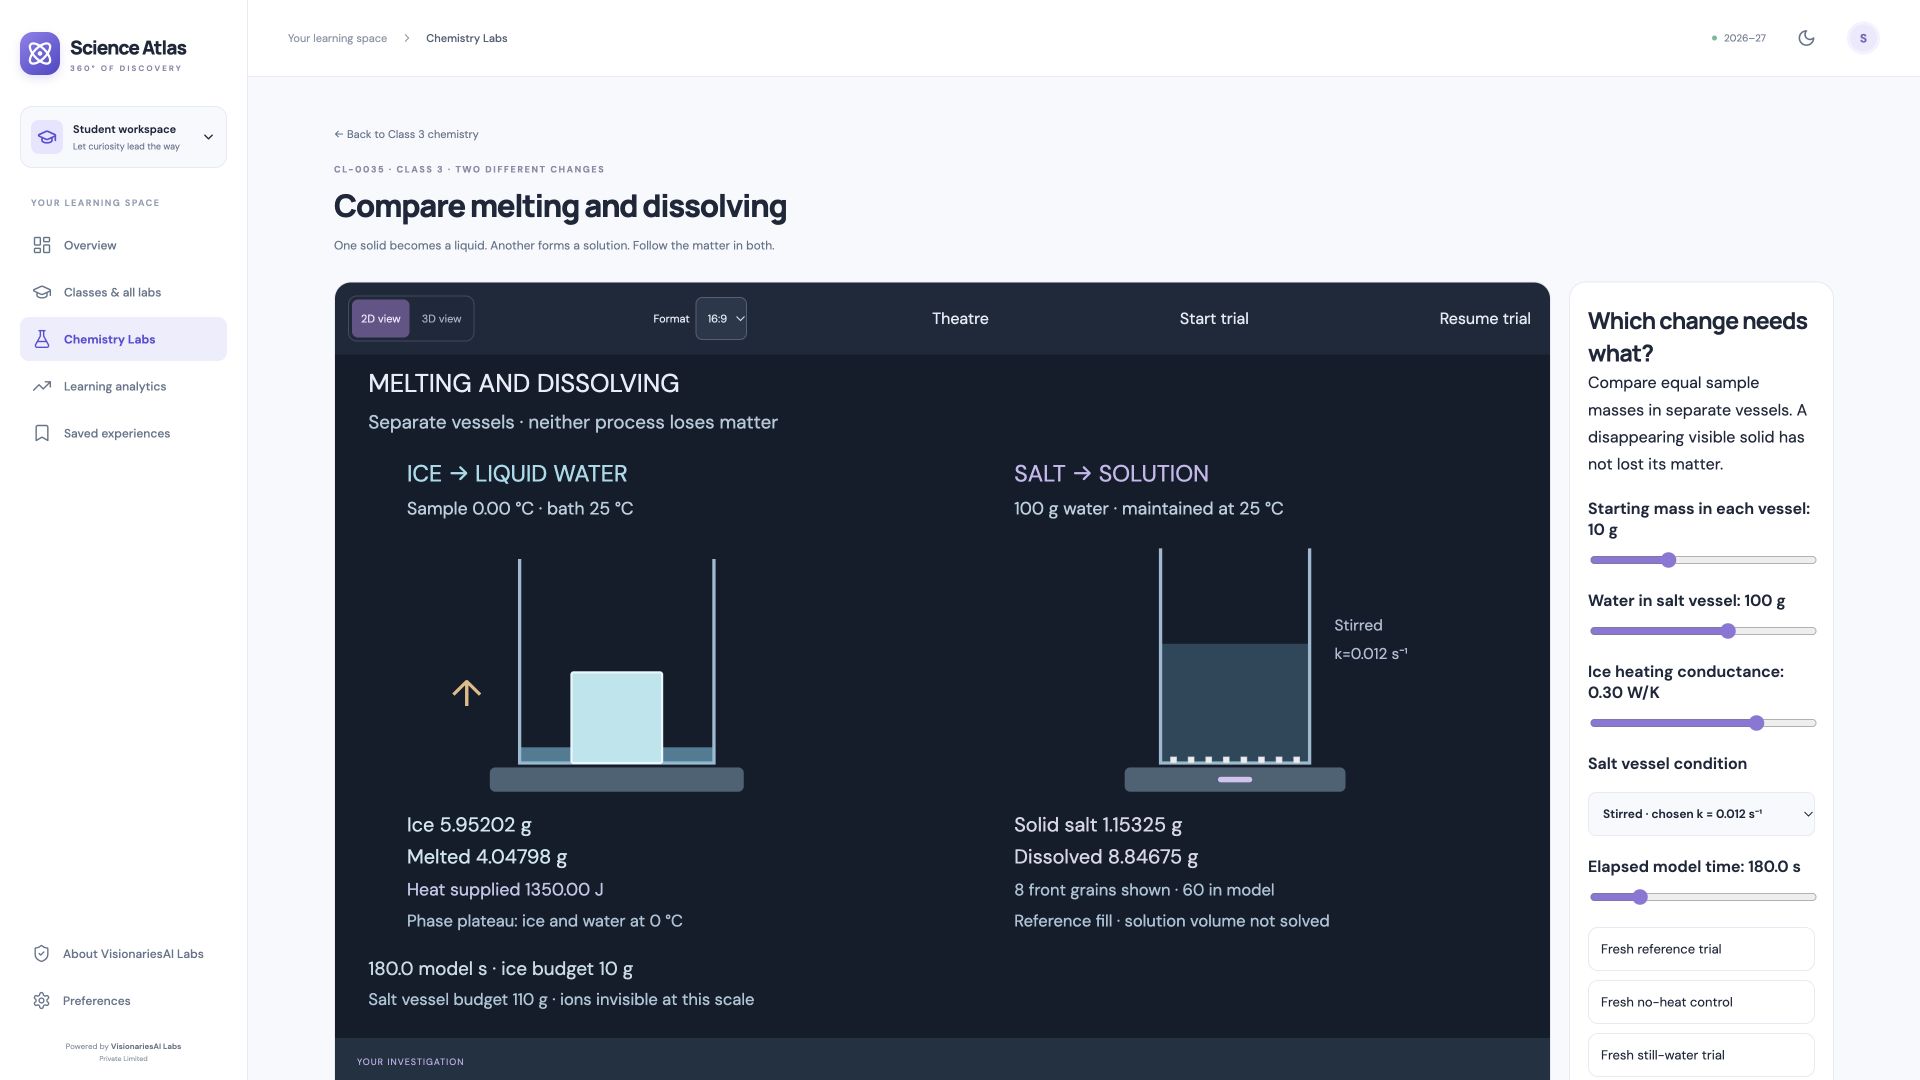 Science Atlas
360° OF DISCOVERY
Student workspace
Let curiosity lead the way
YOUR LEARNING SPACE
Overview
Classes & all labs
Chemistry Labs
Learning analytics
Saved experiences
About VisionariesAI Labs
Preferences
Powered by VisionariesAI Labs
Private Limited
Your learning space > Chemistry Labs
2026–27
S
← Back to Class 3 chemistry
CL-0035 · CLASS 3 · TWO DIFFERENT CHANGES
Compare melting and dissolving
One solid becomes a liquid. Another forms a solution. Follow the matter in both.
2D view
3D view
Format
16:9
Theatre
Start trial
Resume trial
MELTING AND DISSOLVING
Separate vessels · neither process loses matter
ICE → LIQUID WATER
Sample 0.00 °C · bath 25 °C
Ice 5.95202 g
Melted 4.04798 g
Heat supplied 1350.00 J
Phase plateau: ice and water at 0 °C
SALT → SOLUTION
100 g water · maintained at 25 °C
Stirred
k=0.012 s⁻¹
Solid salt 1.15325 g
Dissolved 8.84675 g
8 front grains shown · 60 in model
Reference fill · solution volume not solved
180.0 model s · ice budget 10 g
Salt vessel budget 110 g · ions invisible at this scale
YOUR INVESTIGATION
Which change needs
what?
Compare equal sample
masses in separate vessels. A
disappearing visible solid has
not lost its matter.
Starting mass in each vessel:
10 g
Water in salt vessel: 100 g
Ice heating conductance:
0.30 W/K
Salt vessel condition
Stirred · chosen k = 0.012 s⁻¹
Elapsed model time: 180.0 s
Fresh reference trial
Fresh no-heat control
Fresh still-water trial